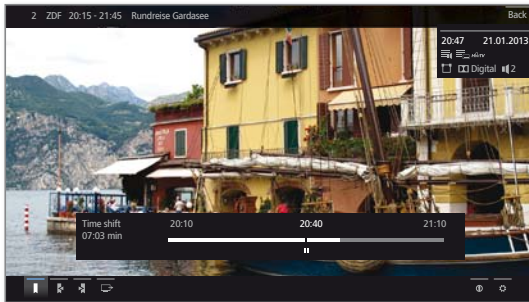 2 ZDF 20:15 - 21:45 Rundreise Gardasee
Back
20:47 21.01.2013
Digital 2
Time shift 20:10 20:40 21:10
07:03 min